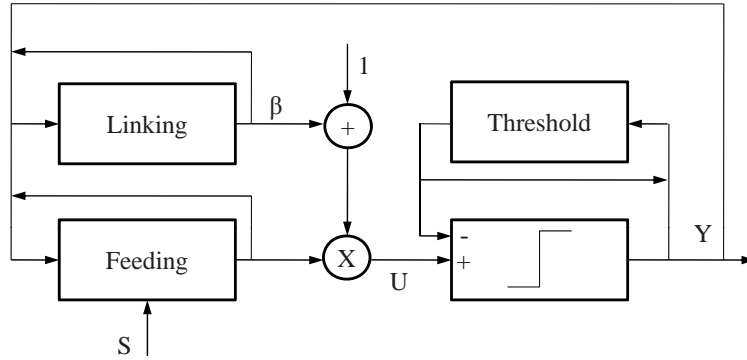 1
β
Linking
+
Threshold
-
Feeding
X
+
Y
U
S